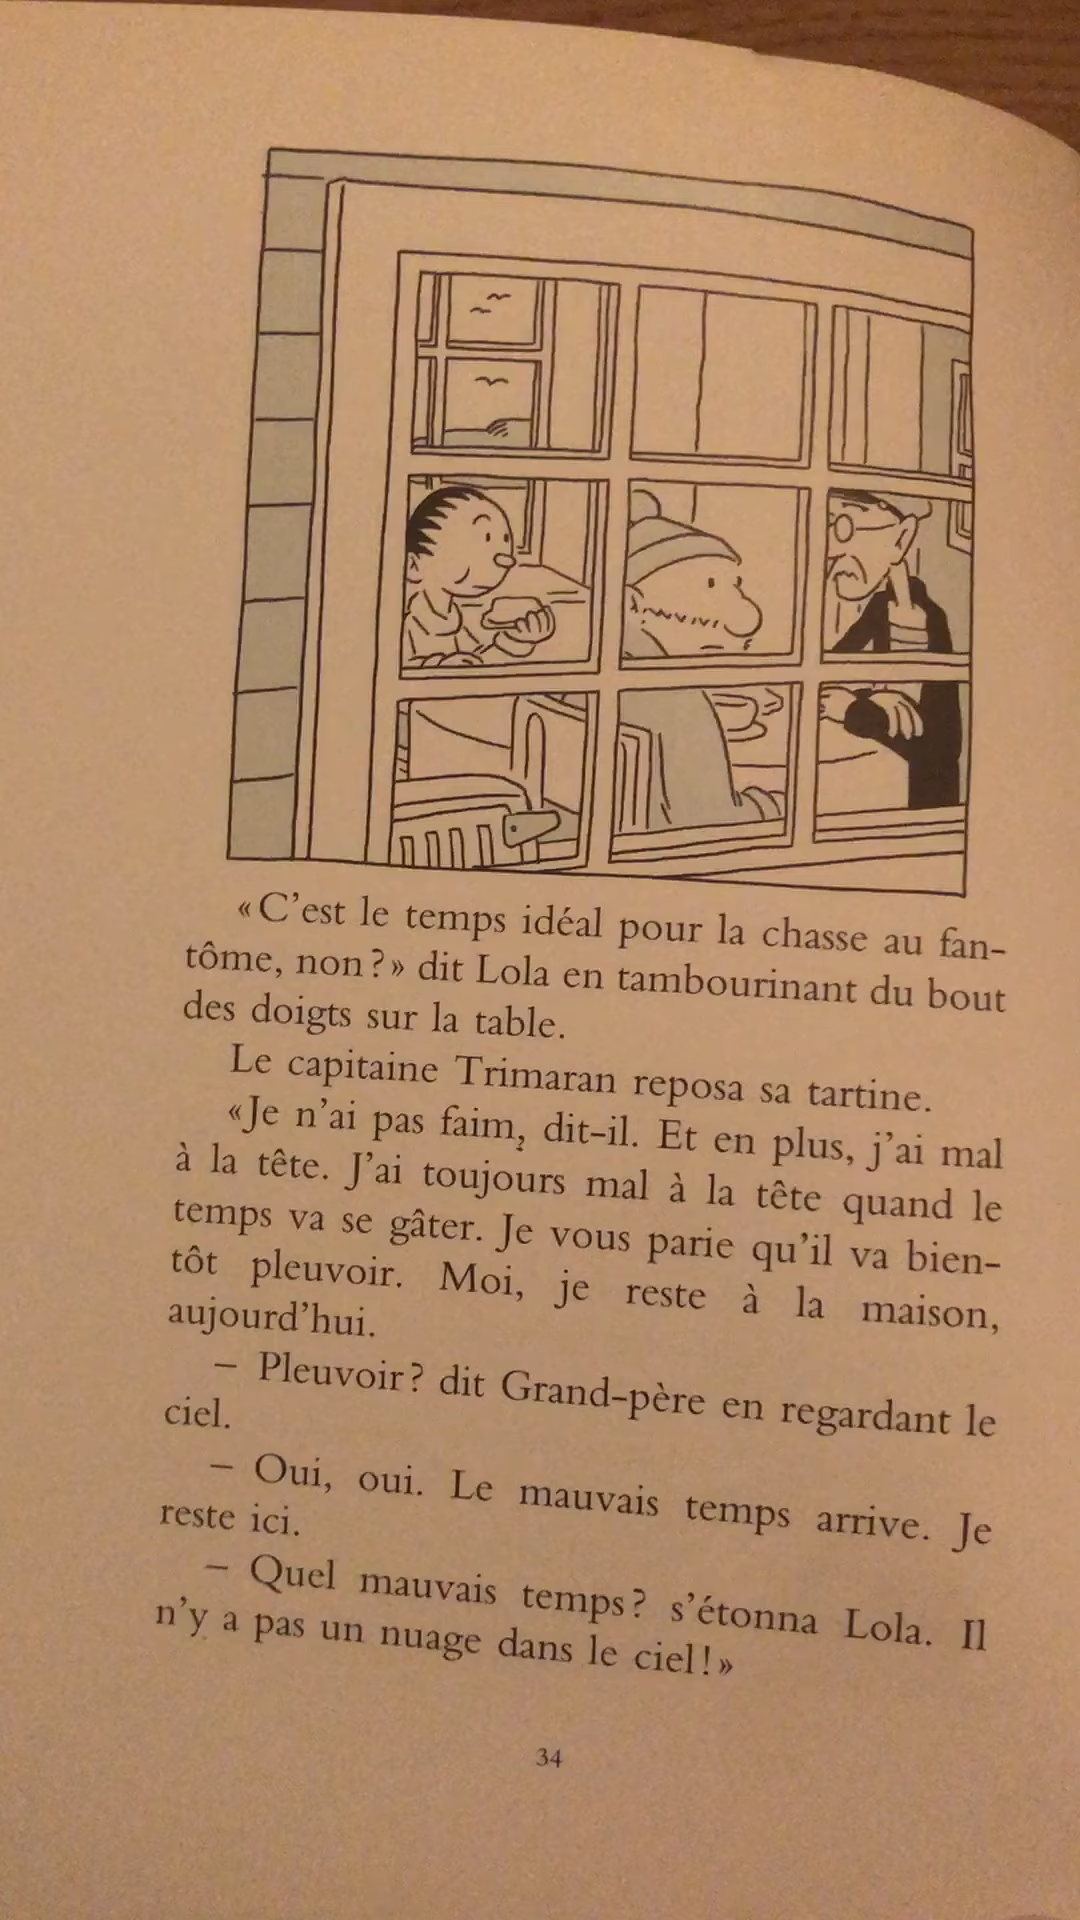 «C'est le temps idéal pour la chasse au fan-
tôme, non?» dit Lola en tambourinant du bout
des doigts sur la table.
Le capitaine Trimaran reposa sa tartine.
«Je n'ai pas faim, dit-il. Et en plus, j'ai mal
à la tête. J'ai toujours mal à la tête quand le
temps va se gâter. Je vous parie qu'il va bien-
tôt pleuvoir. Moi, je reste à la maison,
aujourd'hui.
– Pleuvoir? dit Grand-père en regardant le
ciel.
– Oui, oui. Le mauvais temps arrive. Je
reste ici.
– Quel mauvais temps? s'étonna Lola. Il
n'y a pas un nuage dans le ciel!»
34